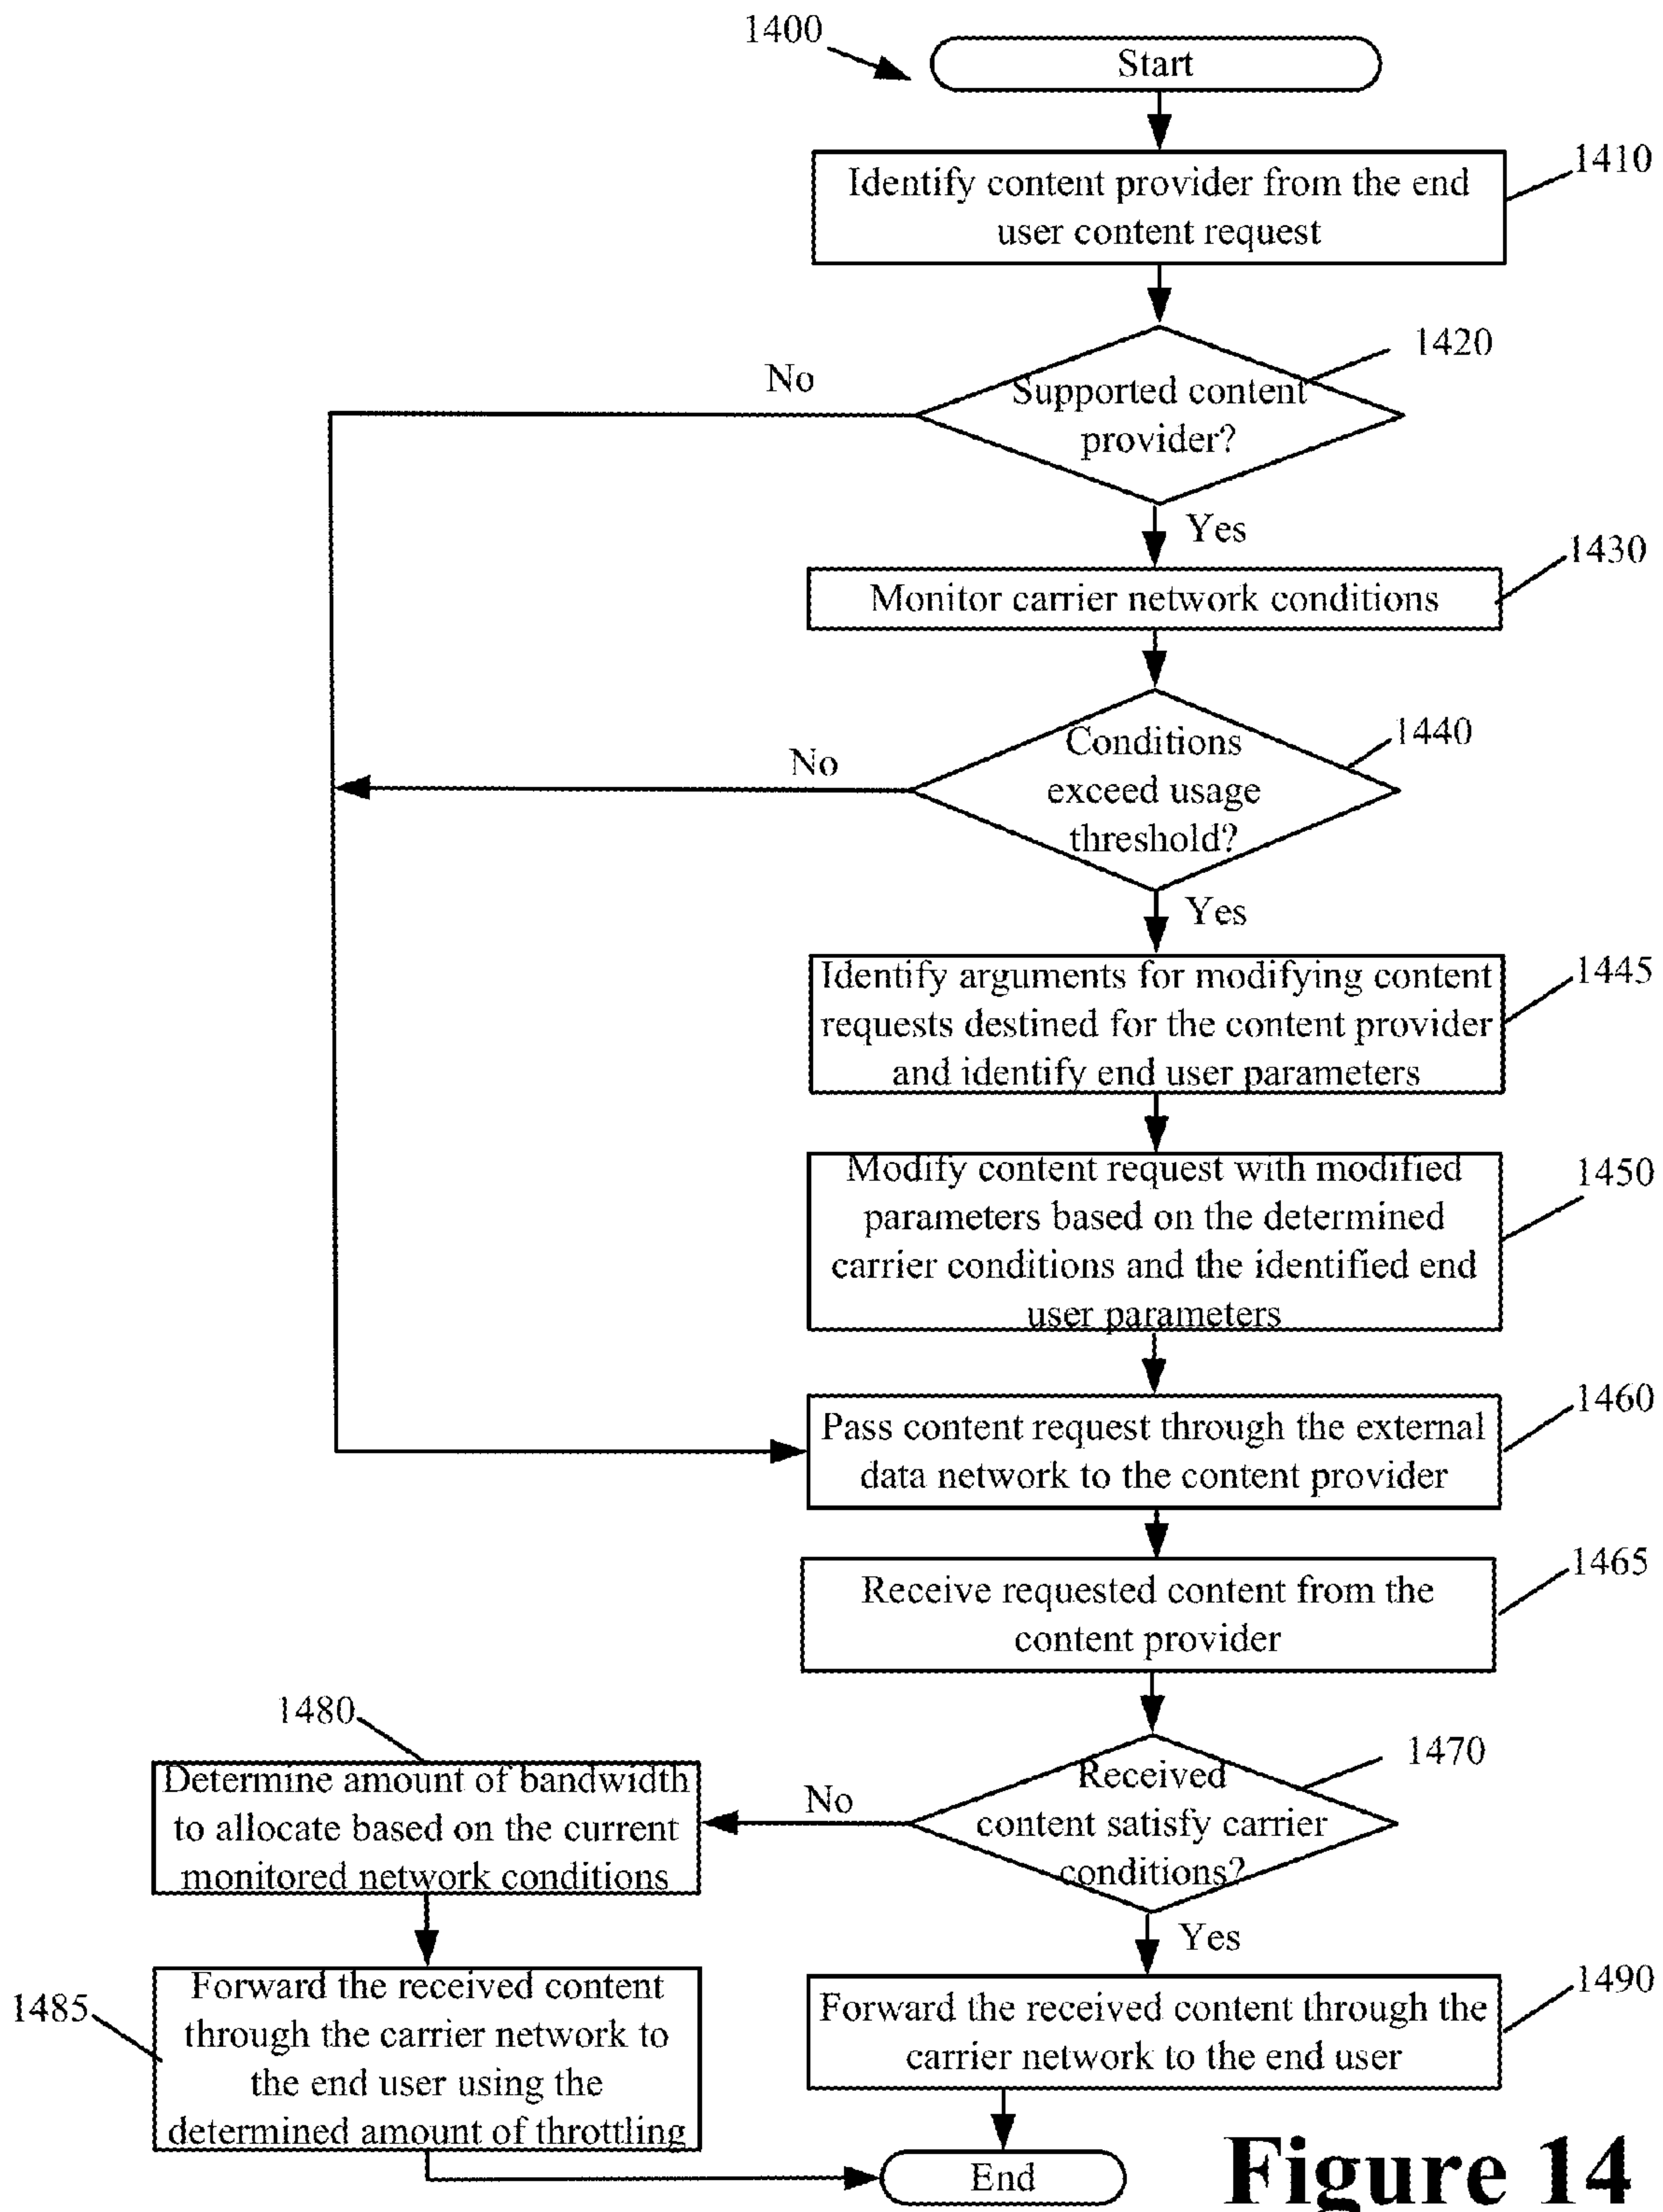 1400
Start
1410
Identify content provider from the end
user content request
1420
No
Supported content
provider?
Yes
1430
Monitor carrier network conditions
1440
No
Conditions
exceed usage
threshold?
Yes
1445
Identify arguments for modifying content
requests destined for the content provider
and identify end user parameters
1450
Modify content request with modified
parameters based on the determined
carrier conditions and the identified end
user parameters
1460
Pass content request through the external
data network to the content provider
1465
Receive requested content from the
content provider
1470
Received
content satisfy carrier
conditions?
No
1480
Determine amount of bandwidth
to allocate based on the current
monitored network conditions
Yes
1485
Forward the received content
through the carrier network to
the end user using the
determined amount of throttling
1490
Forward the received content through the
carrier network to the end user
End
Figure 14